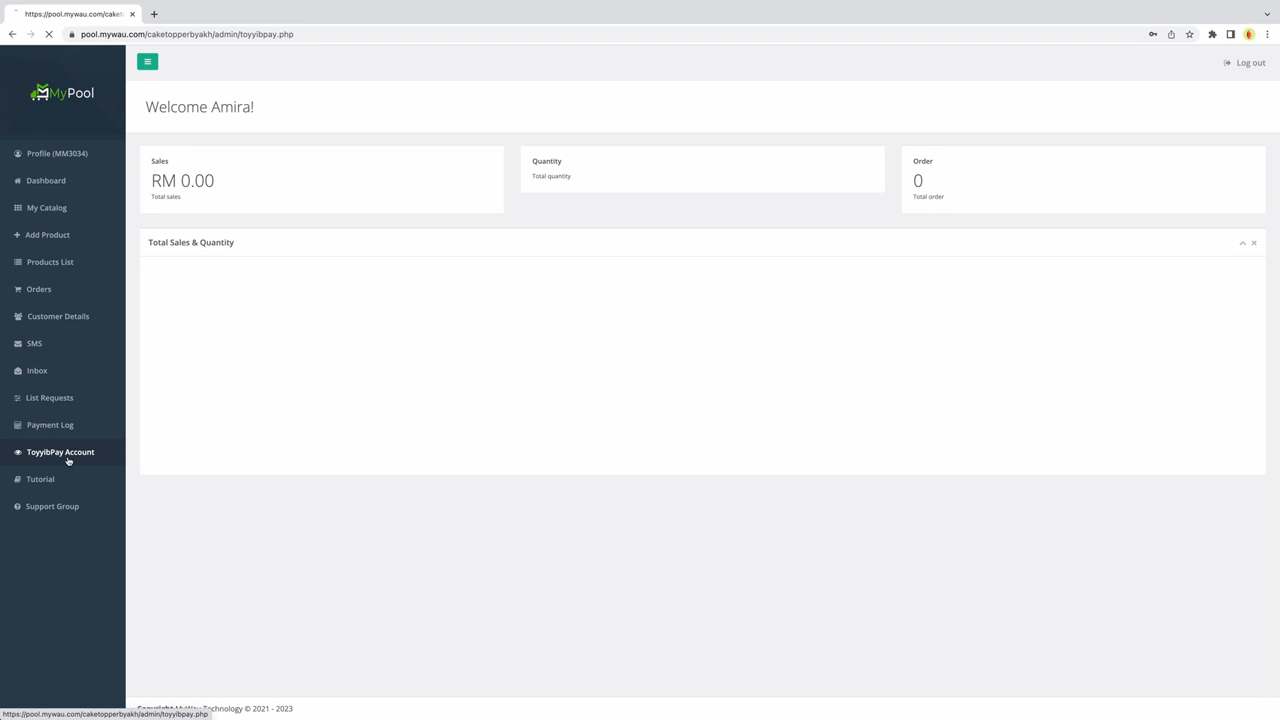 https://pool.mywau.com/caket
pool.mywau.com/caketopperbyakh/admin/toyyibpay.php
MyPool
Log out
Welcome Amira!
Profile (MM3034)
Dashboard
My Catalog
Add Product
Products List
Orders
Customer Details
SMS
Inbox
List Requests
Payment Log
ToyyibPay Account
Tutorial
Support Group
Sales
RM 0.00
Total sales
Quantity
Total quantity
Order
0
Total order
Total Sales & Quantity
Copyright MyWau Technology © 2021 - 2023
https://pool.mywau.com/caketopperbyakh/admin/toyyibpay.php